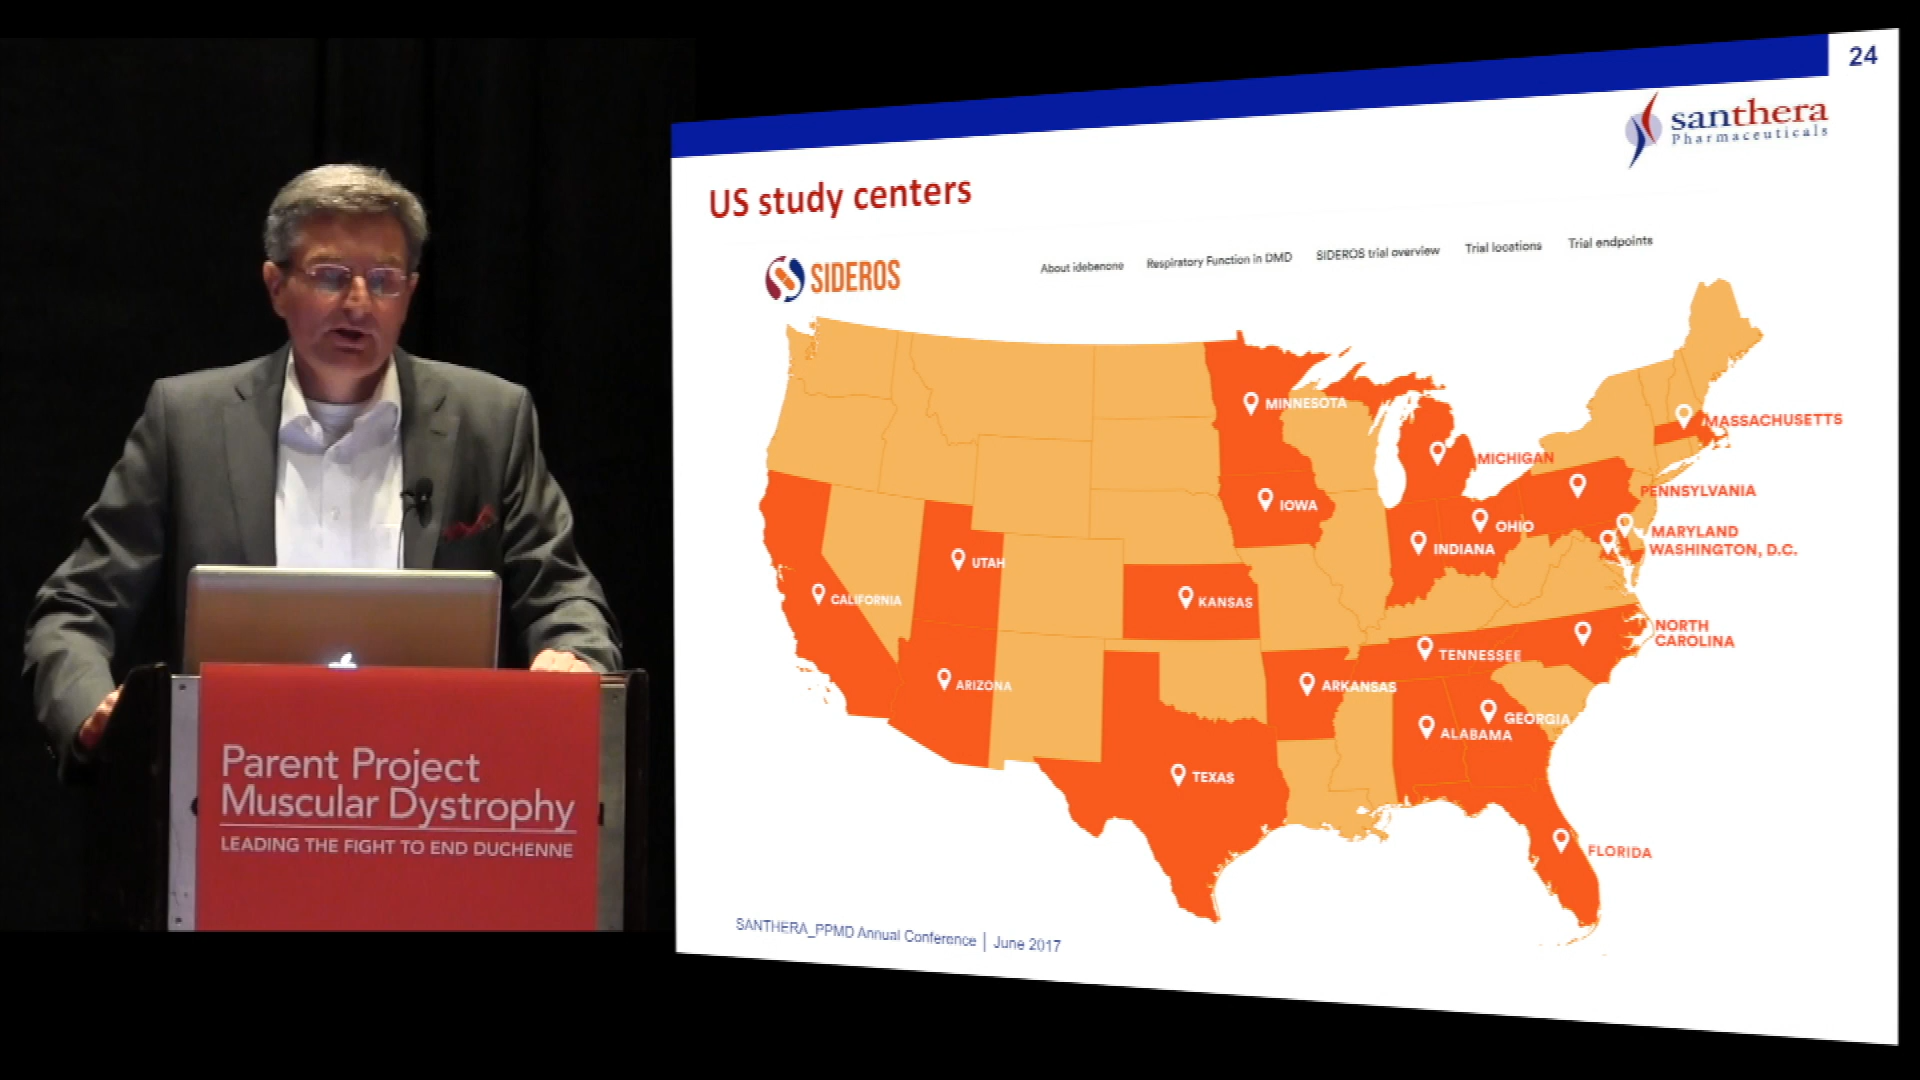 24
santhera
Pharmaceuticals
US study centers
SIDEROS
About idebenone
Respiratory Function in DMD
SIDEROS trial overview
Trial locations
Trial endpoints
MINNESOTA
MASSACHUSETTS
MICHIGAN
PENNSYLVANIA
IOWA
OHIO
MARYLAND
INDIANA
WASHINGTON, D.C.
UTAH
CALIFORNIA
KANSAS
NORTH
CAROLINA
TENNESSEE
ARIZONA
ARKANSAS
GEORGIA
ALABAMA
TEXAS
FLORIDA
SANTHERA_PPMD Annual Conference | June 2017
Parent Project
Muscular Dystrophy
LEADING THE FIGHT TO END DUCHENNE